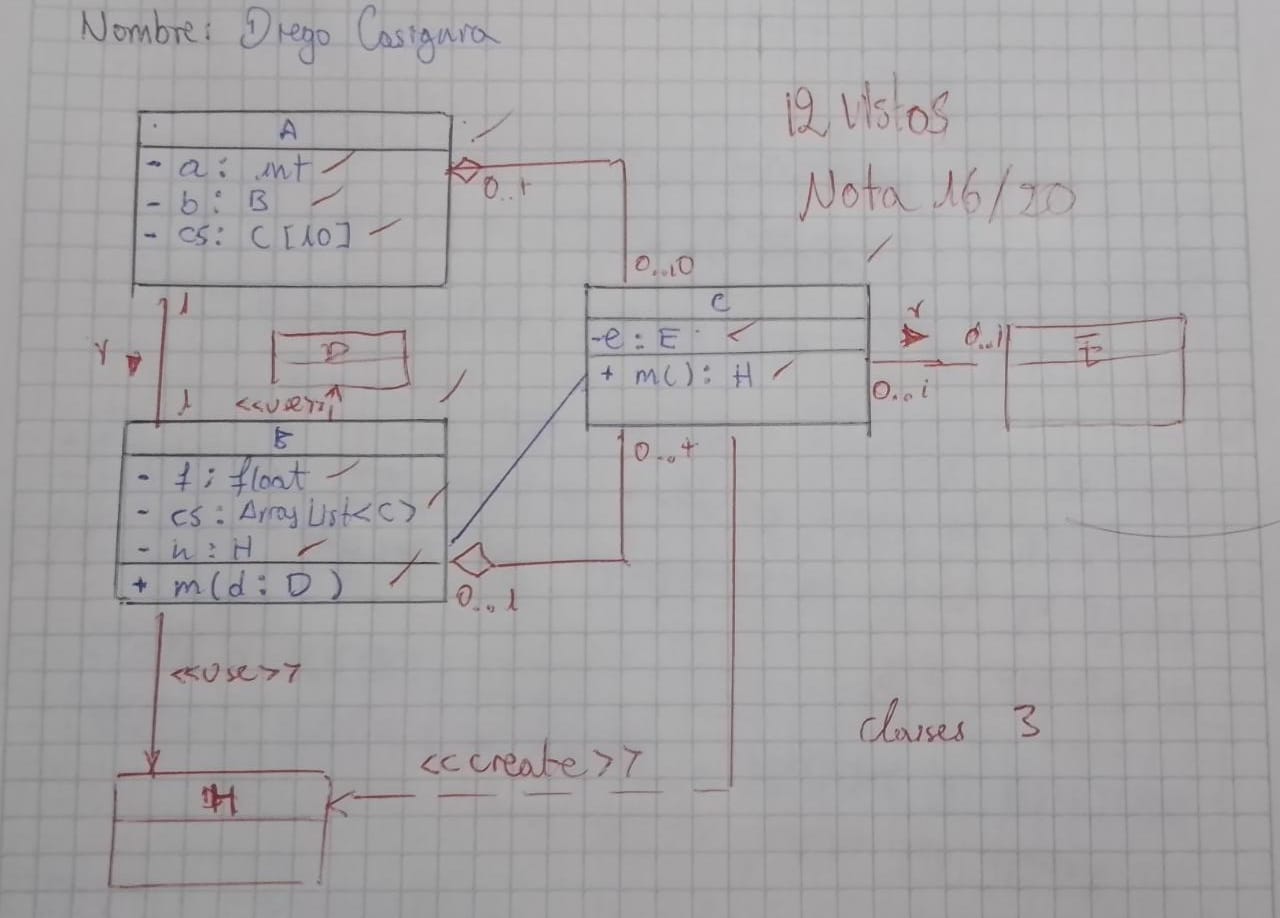 Nombre: Diego Casigura
12 Vistos
Nota 16/20
A
- a: int
- b: B
- cs: C [10]
0..*
0..10
1
r
D
<<use>>
1
C
- e: E
+ m(): H
r
0..1
0..1
E
B
- f: float
- cs: ArrayList<C>
- h: H
+ m(d: D)
0..*
0..1
<<use>>
clases 3
<<create>>
H